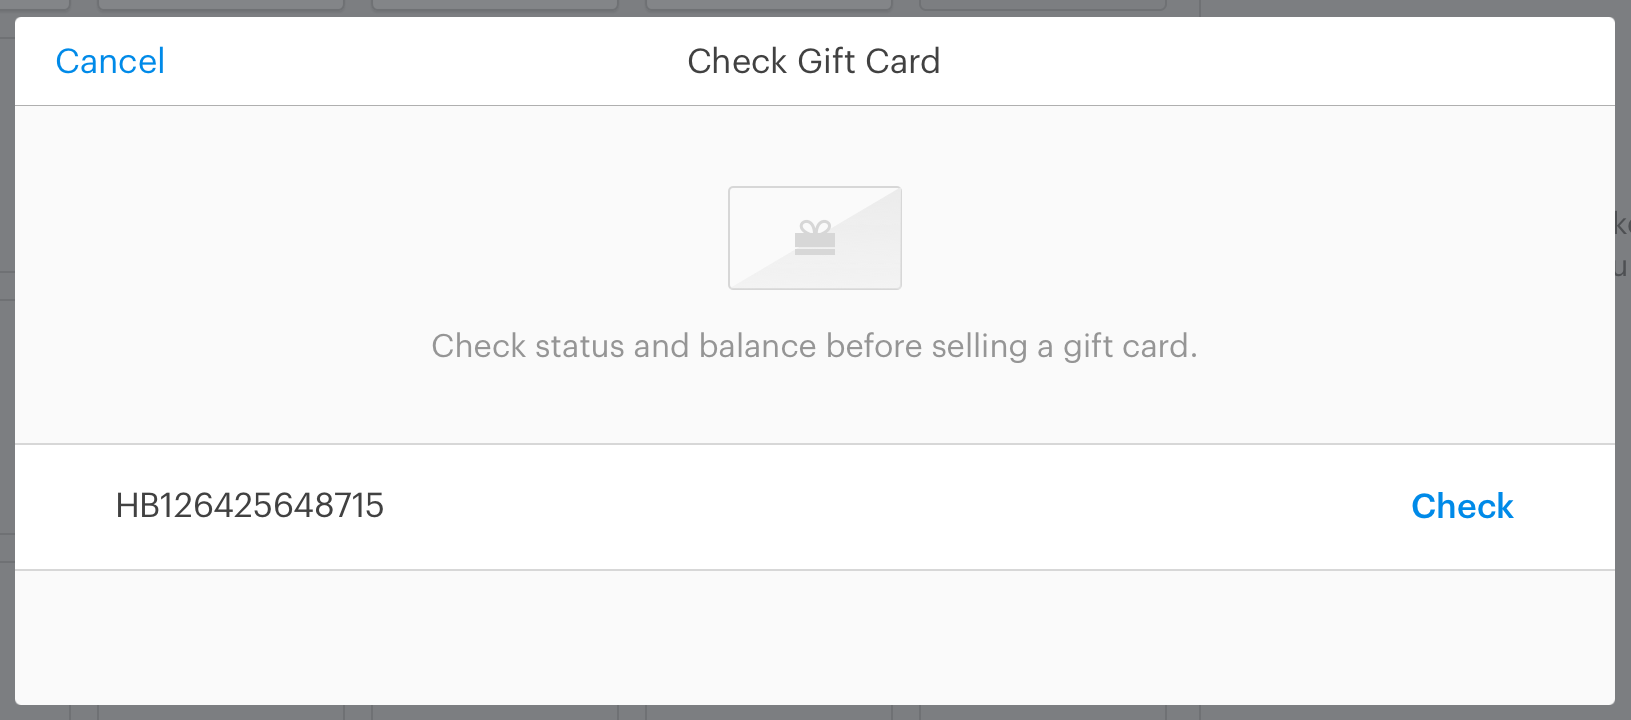 Cancel
Check Gift Card
Check status and balance before selling a gift card.
HB126425648715
Check